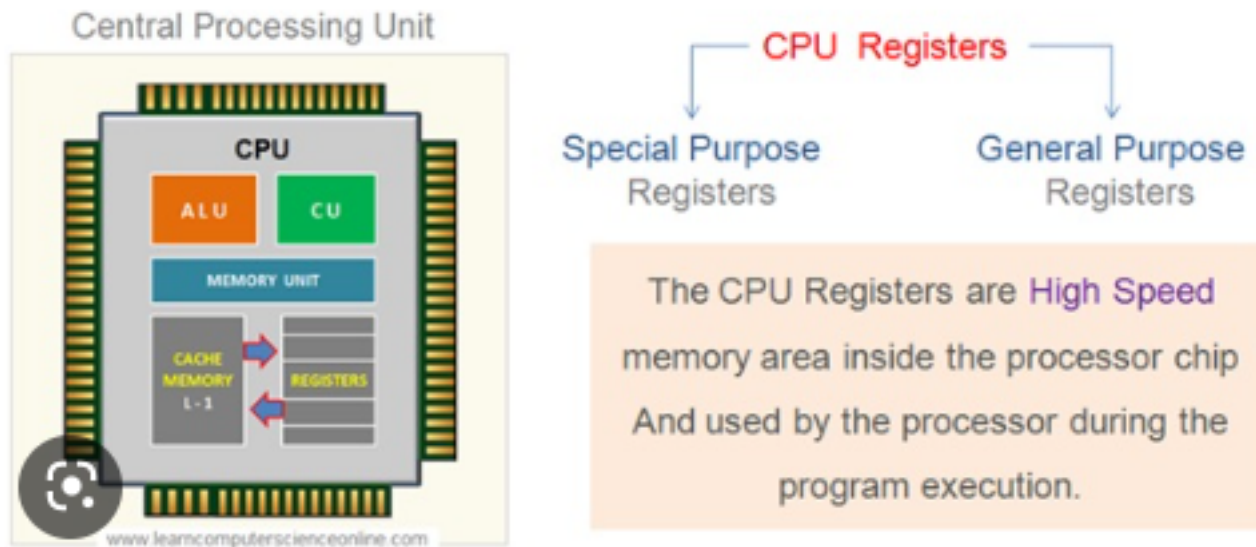 Central Processing Unit
CPU
ALU
CU
MEMORY UNIT
CACHE
MEMORY
L-1
REGISTERS
www.learncomputerscienceonline.com
CPU Registers
Special Purpose
Registers
General Purpose
Registers
The CPU Registers are High Speed
memory area inside the processor chip
And used by the processor during the
program execution.